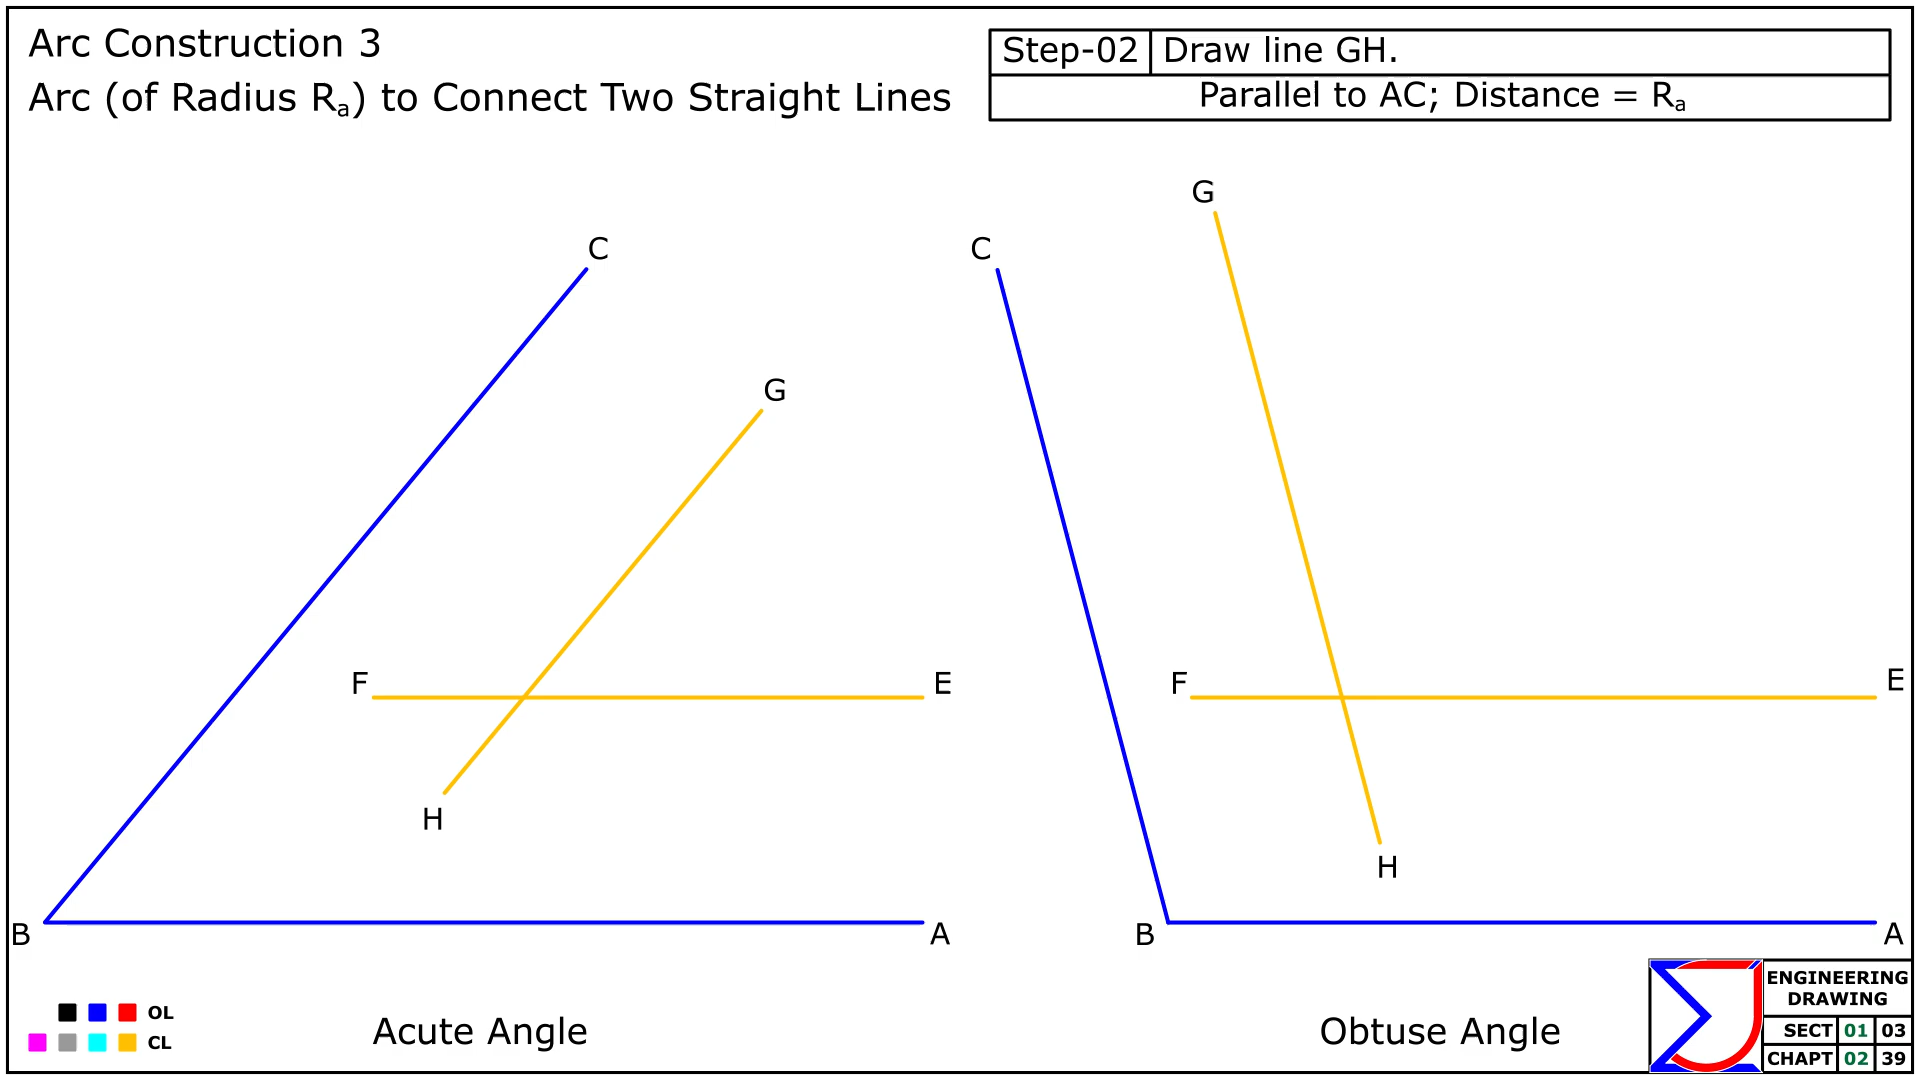 Arc Construction 3
Arc (of Radius Rₐ) to Connect Two Straight Lines
Step-02 Draw line GH.
Parallel to AC; Distance = Rₐ
G
C
C
G
F
E
F
E
H
H
B
A
B
A
OL
CL
Acute Angle
Obtuse Angle
ENGINEERING
DRAWING
SECT 01 03
CHAPT 02 39